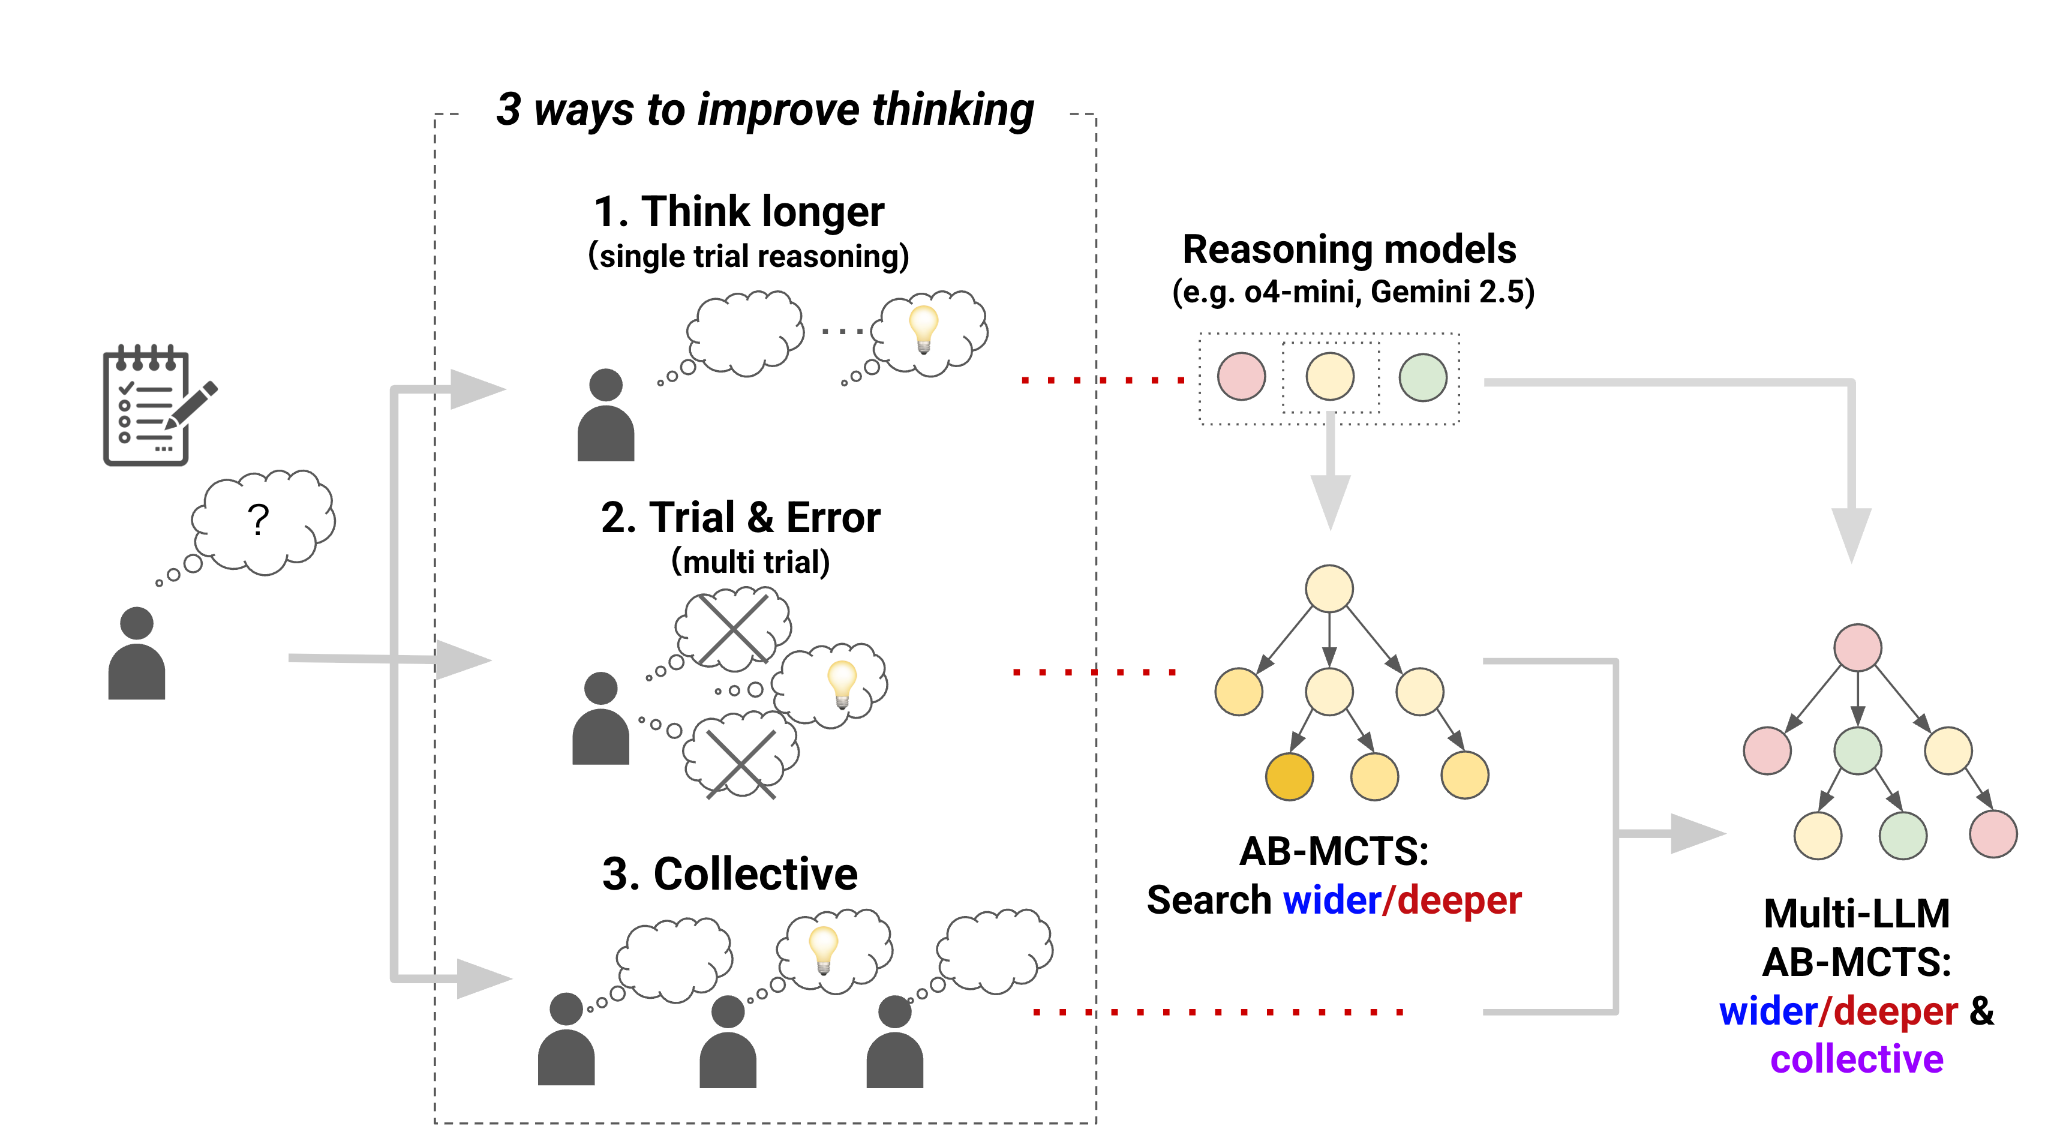 3 ways to improve thinking
1. Think longer
(single trial reasoning)
Reasoning models
(e.g. o4-mini, Gemini 2.5)
?
2. Trial & Error
(multi trial)
3. Collective
AB-MCTS:
Search wider/deeper
Multi-LLM
AB-MCTS:
wider/deeper &
collective